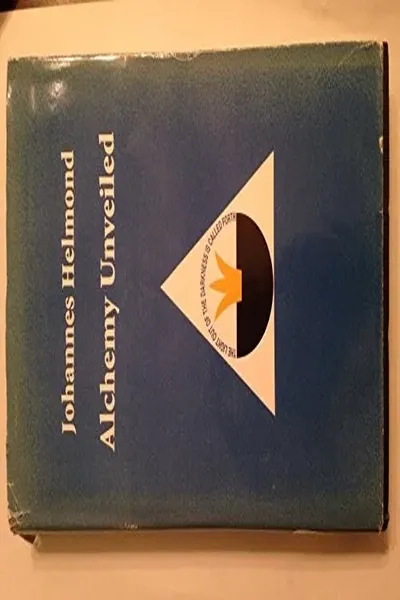 Johannes Helmond
Alchemy Unveiled
THE LIGHT OUT OF THE DARKNESS IS CALLED FORTH